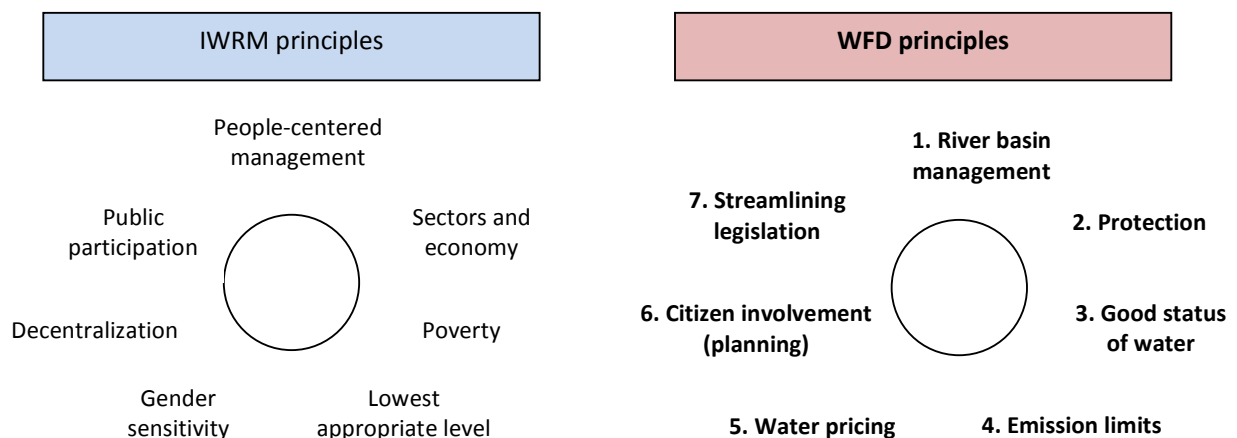 IWRM principles
WFD principles
People-centered
management
Public
participation
Sectors and
economy
Decentralization
Poverty
Gender
sensitivity
Lowest
appropriate level
1. River basin
management
7. Streamlining
legislation
2. Protection
6. Citizen involvement
(planning)
3. Good status
of water
5. Water pricing
4. Emission limits